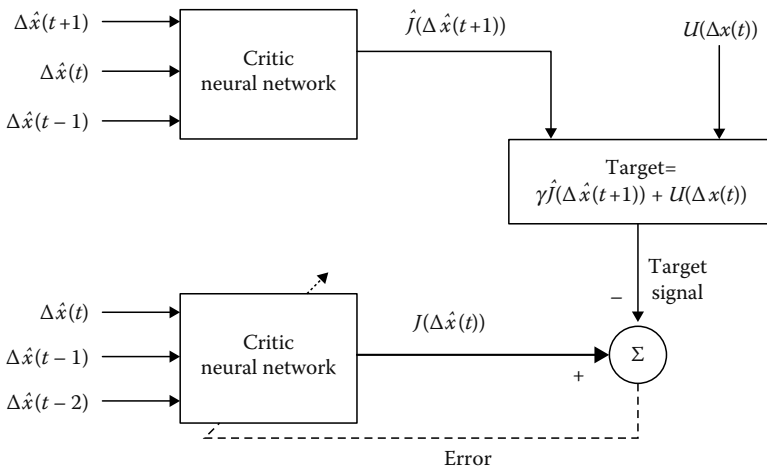 Δx̂(t+1)
Δx̂(t)
Δx̂(t−1)
Critic
neural network
Ĵ(Δx̂(t+1))
U(Δx(t))
Target=
γĴ(Δx̂(t+1)) + U(Δx(t))
Target
signal
−
Δx̂(t)
Δx̂(t−1)
Δx̂(t−2)
Critic
neural network
J(Δx̂(t))
Σ
+
Error